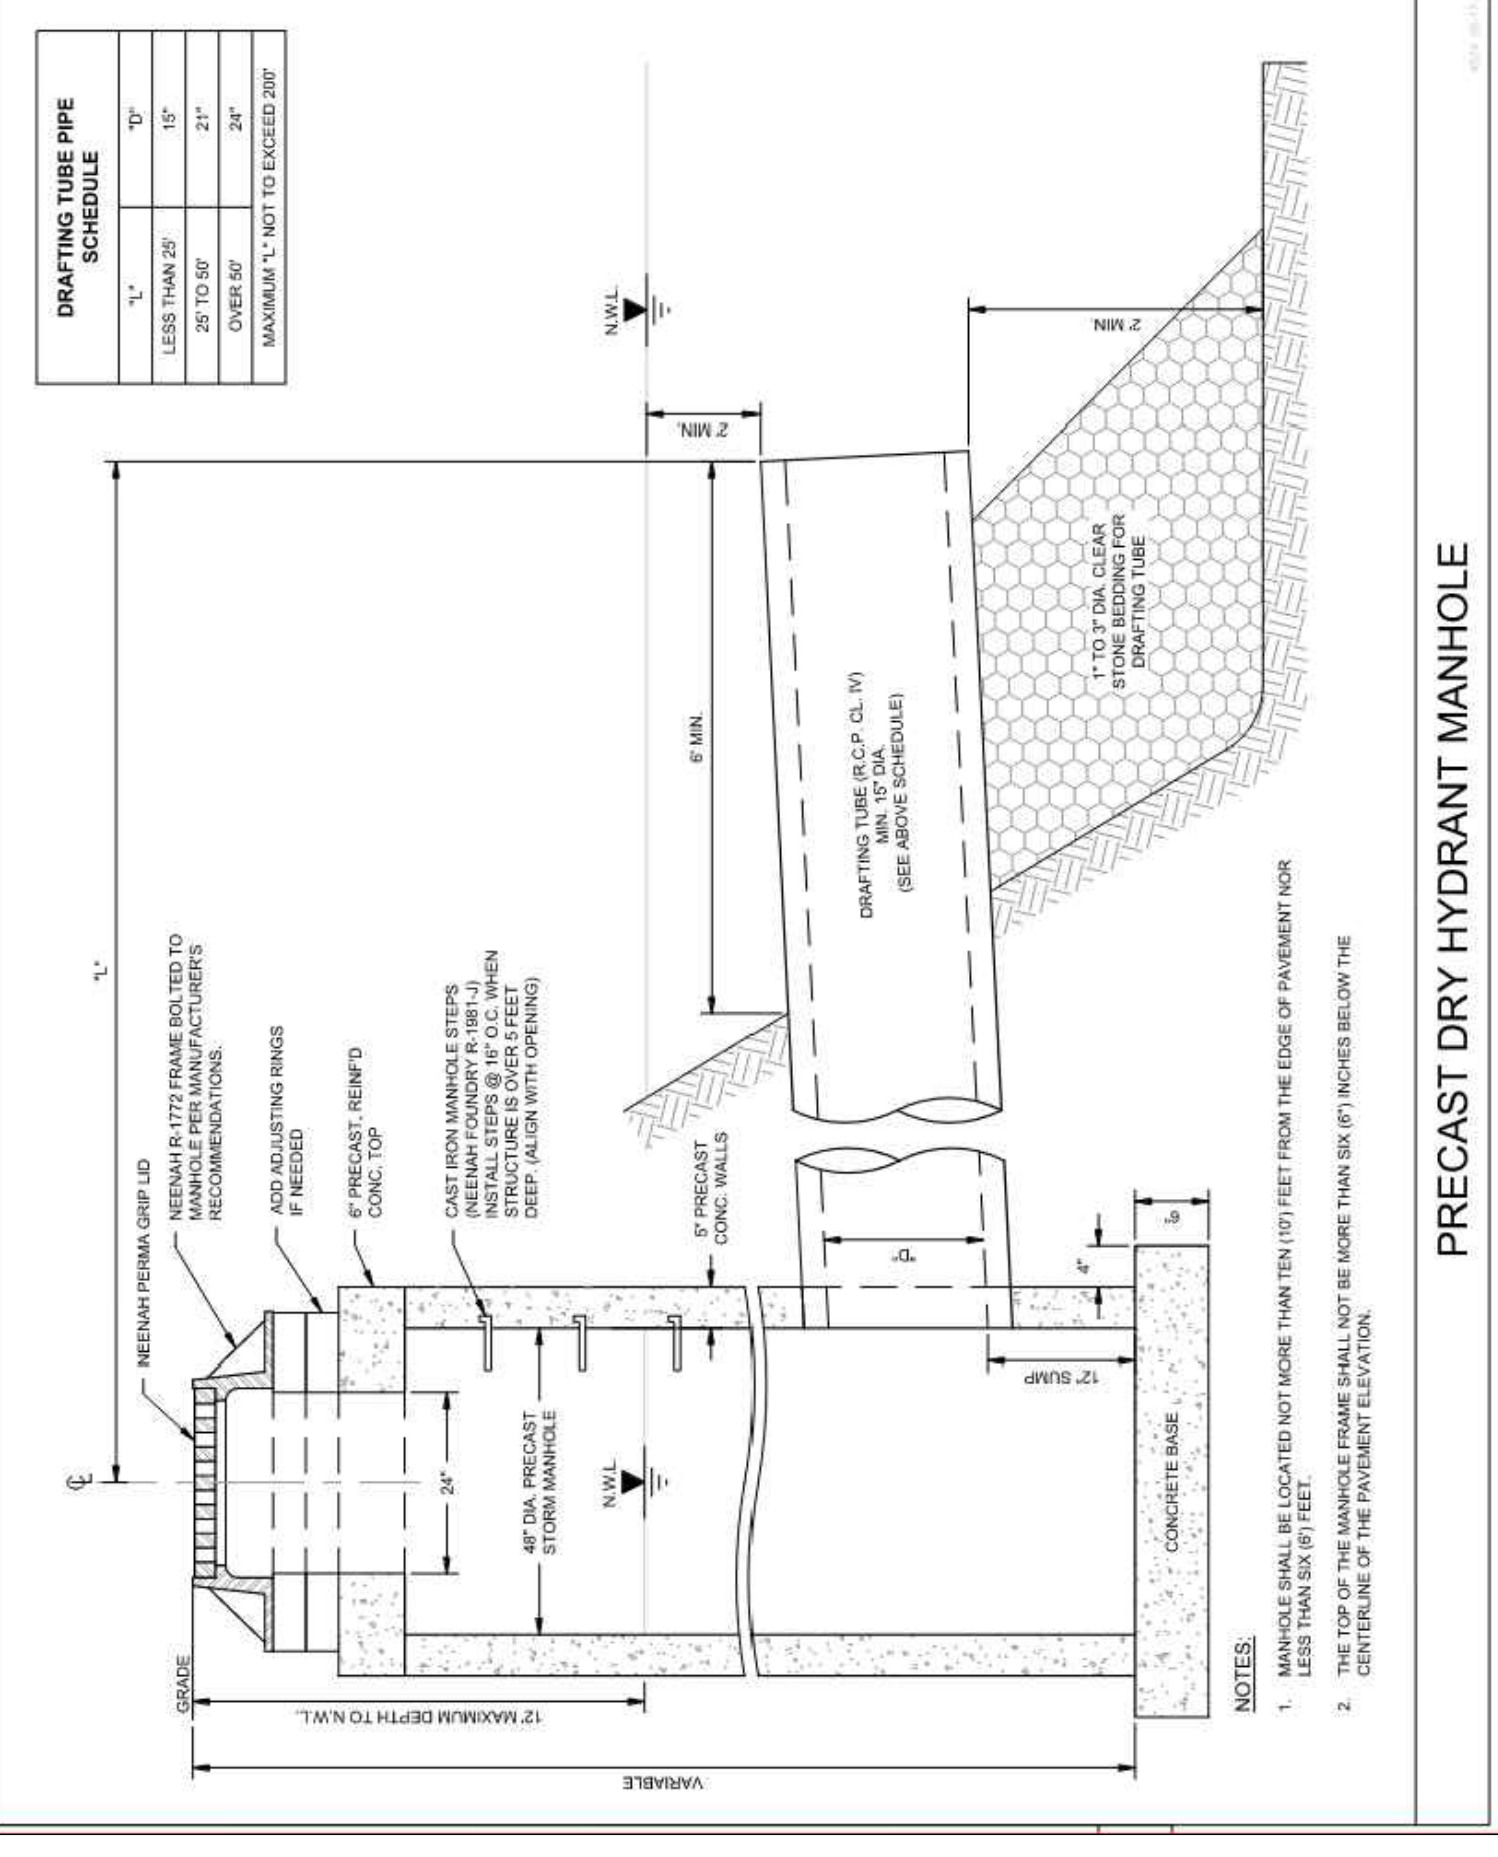 DRAFTING TUBE PIPE
SCHEDULE
"L" "D"
LESS THAN 25' 15"
25' TO 50' 21"
OVER 50' 24"
MAXIMUM "L" NOT TO EXCEED 200'
"L"
℄
NEENAH PERMA GRIP LID
NEENAH R-1772 FRAME BOLTED TO
MANHOLE PER MANUFACTURER'S
RECOMMENDATIONS.
ADD ADJUSTING RINGS
IF NEEDED
6" PRECAST, REINF'D
CONC. TOP
CAST IRON MANHOLE STEPS
(NEENAH FOUNDRY R-1981-J)
INSTALL STEPS @ 16" O.C. WHEN
STRUCTURE IS OVER 5 FEET
DEEP. (ALIGN WITH OPENING)
GRADE
24"
48" DIA. PRECAST
STORM MANHOLE
N.W.L.
12' MAXIMUM DEPTH TO N.W.L.
VARIABLE
5" PRECAST
CONC. WALLS
N.W.L.
2' MIN.
6' MIN.
DRAFTING TUBE (R.C.P. CL. IV)
MIN. 15" DIA.
(SEE ABOVE SCHEDULE)
"D"
2' MIN.
1" TO 3" DIA. CLEAR
STONE BEDDING FOR
DRAFTING TUBE
12" SUMP
4"
6"
CONCRETE BASE
NOTES:
1. MANHOLE SHALL BE LOCATED NOT MORE THAN TEN (10') FEET FROM THE EDGE OF PAVEMENT NOR
LESS THAN SIX (6') FEET.
2. THE TOP OF THE MANHOLE FRAME SHALL NOT BE MORE THAN SIX (6") INCHES BELOW THE
CENTERLINE OF THE PAVEMENT ELEVATION.
PRECAST DRY HYDRANT MANHOLE